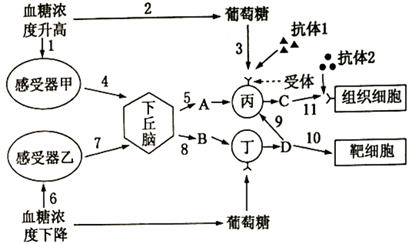 血糖浓
度升高
2
葡萄糖
1
3
抗体1
感受器甲
4
抗体2
受体
下丘脑
5
A
丙
C
11
组织细胞
9
7
8
B
丁
D
10
靶细胞
感受器乙
6
血糖浓
度下降
葡萄糖